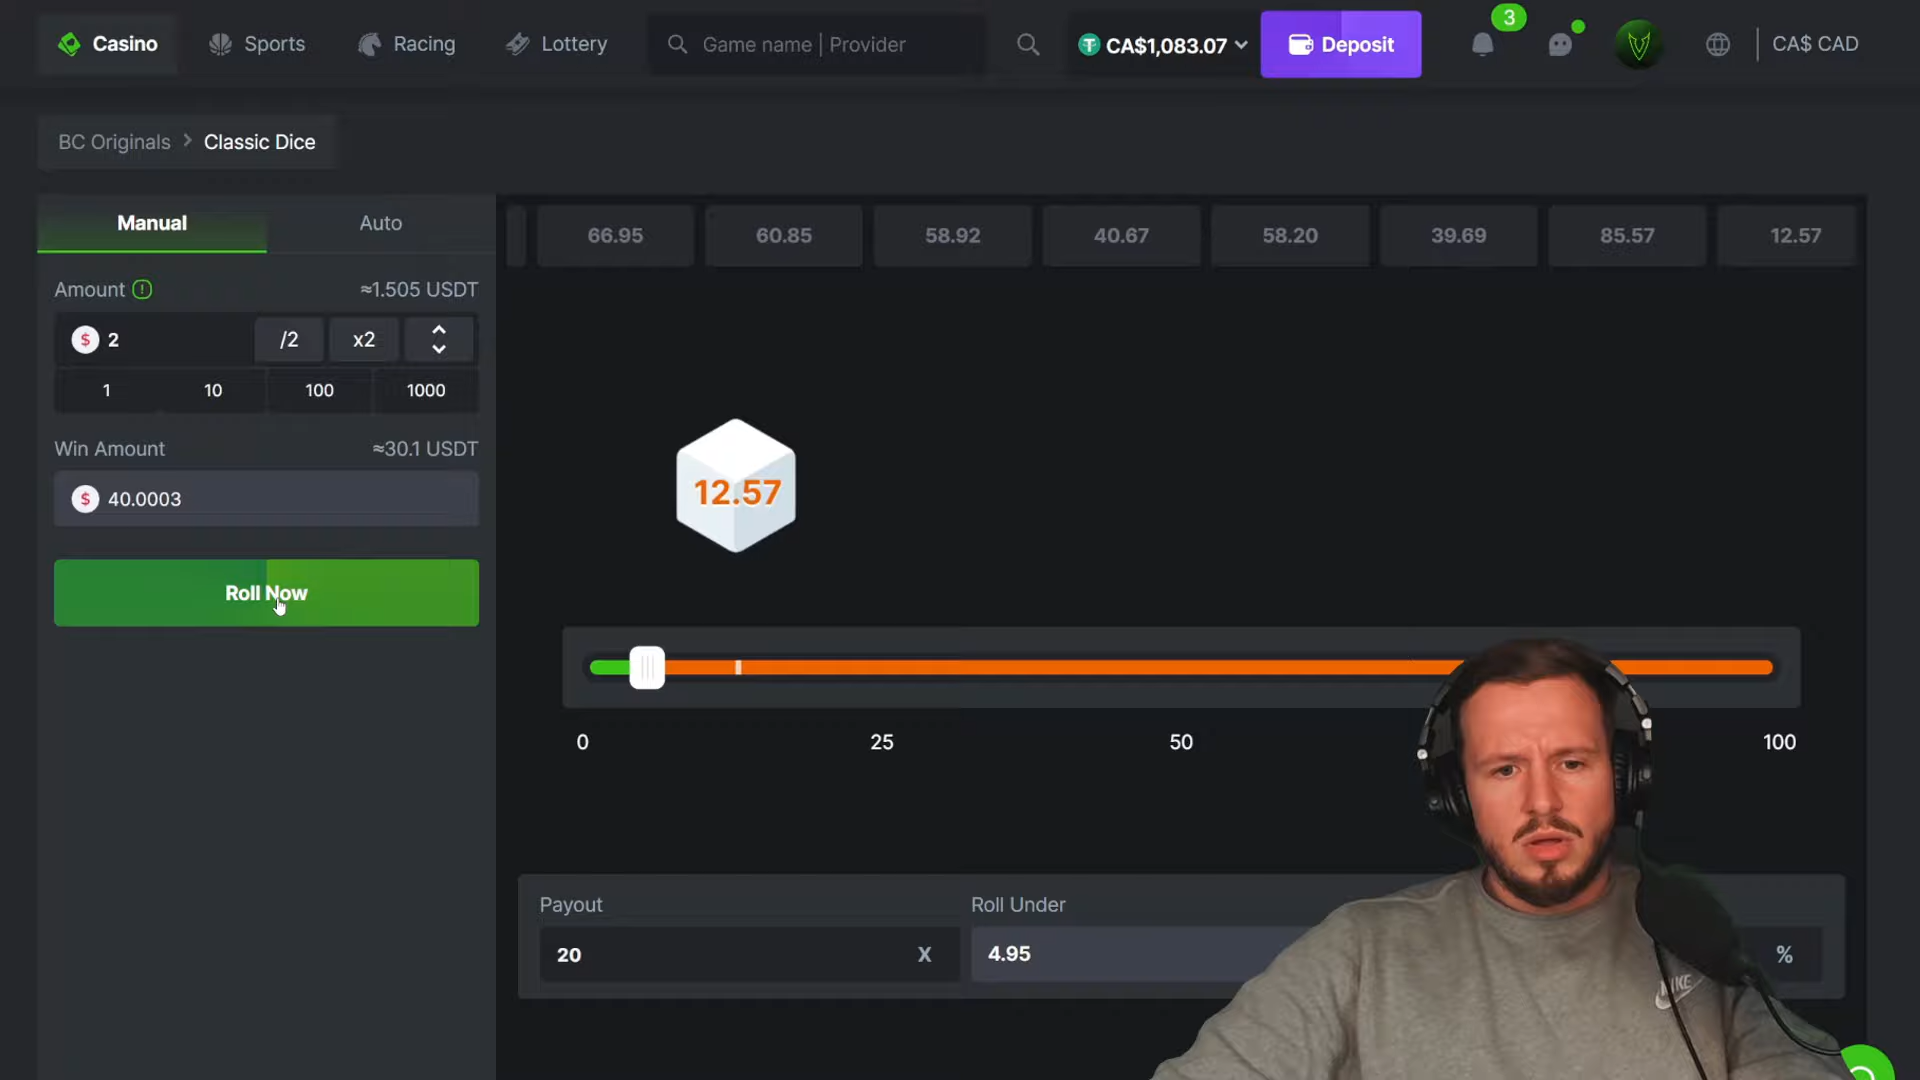 Casino
Sports
Racing
Lottery
Game name | Provider
CA$1,083.07
Deposit
3
CA$ CAD
BC Originals > Classic Dice
Manual
Auto
66.95
60.85
58.92
40.67
58.20
39.69
85.57
12.57
Amount
≈1.505 USDT
$ 2
/2
x2
1
10
100
1000
Win Amount
≈30.1 USDT
$ 40.0003
Roll Now
12.57
0
25
50
100
Payout
20
X
Roll Under
4.95
%
NIKE